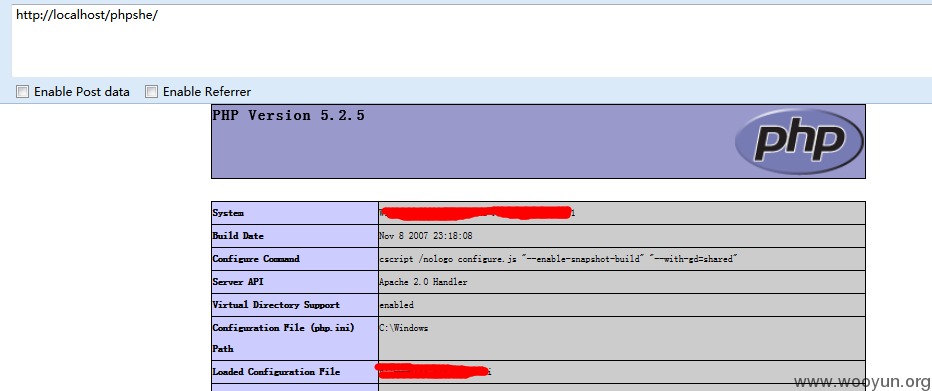 http://localhost/phpshe/
Enable Post data Enable Referrer
PHP Version 5.2.5
php
System
Build Date Nov 8 2007 23:18:08
Configure Command cscript /nologo configure.js "--enable-snapshot-build" "--with-gd=shared"
Server API Apache 2.0 Handler
Virtual Directory Support enabled
Configuration File (php.ini) C:\Windows
Path
Loaded Configuration File
www.wooyun.org